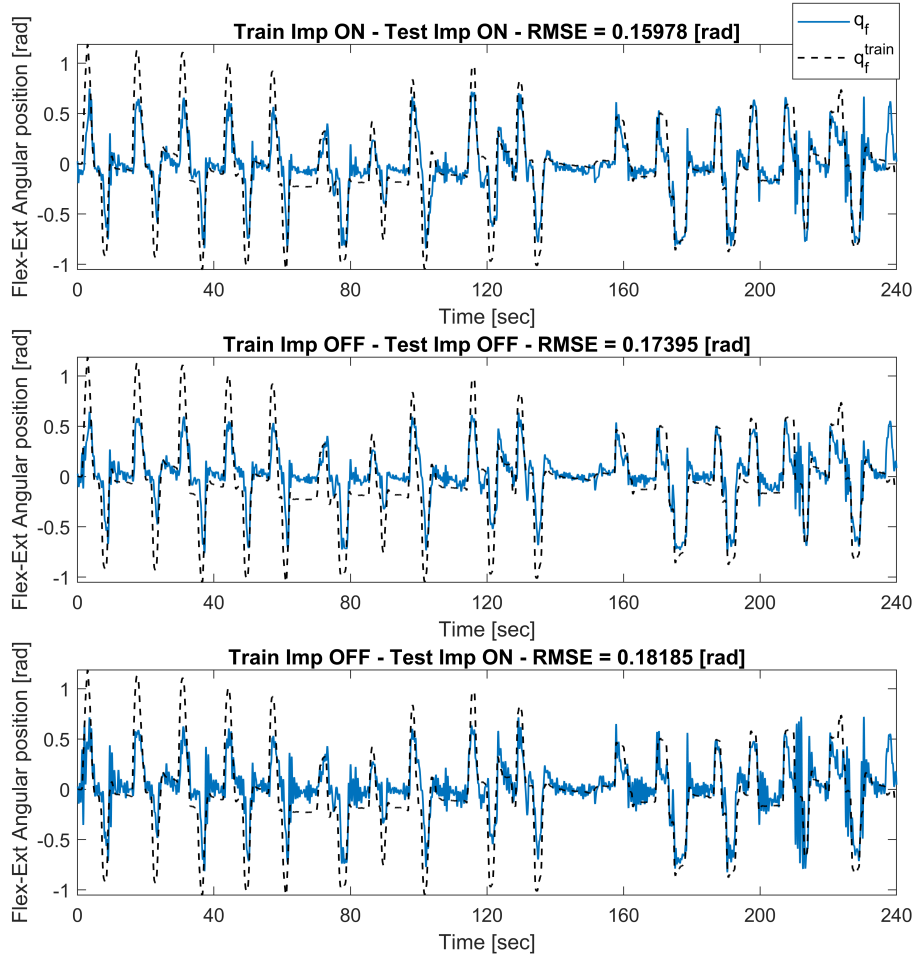 Train Imp ON - Test Imp ON - RMSE = 0.15978 [rad]
q_f
q_f^train
Flex-Ext Angular position [rad]
1
0.5
0
-0.5
-1
0 40 80 120 160 200 240
Time [sec]
Train Imp OFF - Test Imp OFF - RMSE = 0.17395 [rad]
Flex-Ext Angular position [rad]
1
0.5
0
-0.5
-1
0 40 80 120 160 200 240
Time [sec]
Train Imp OFF - Test Imp ON - RMSE = 0.18185 [rad]
Flex-Ext Angular position [rad]
1
0.5
0
-0.5
-1
0 40 80 120 160 200 240
Time [sec]